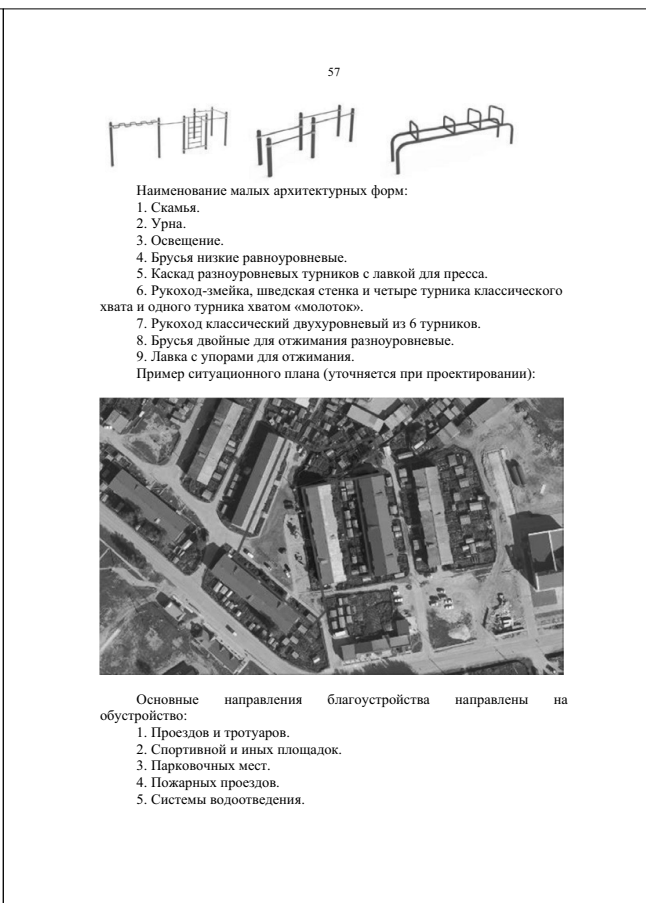 57
Наименование малых архитектурных форм:
1. Скамья.
2. Урна.
3. Освещение.
4. Брусья низкие равноуровневые.
5. Каскад разноуровневых турников с лавкой для пресса.
6. Рукоход-змейка, шведская стенка и четыре турника классического
хвата и одного турника хватом «молоток».
7. Рукоход классический двухуровневый из 6 турников.
8. Брусья двойные для отжимания разноуровневые.
9. Лавка с упорами для отжимания.
Пример ситуационного плана (уточняется при проектировании):
Основные направления благоустройства направлены на
обустройство:
1. Проездов и тротуаров.
2. Спортивной и иных площадок.
3. Парковочных мест.
4. Пожарных проездов.
5. Системы водоотведения.